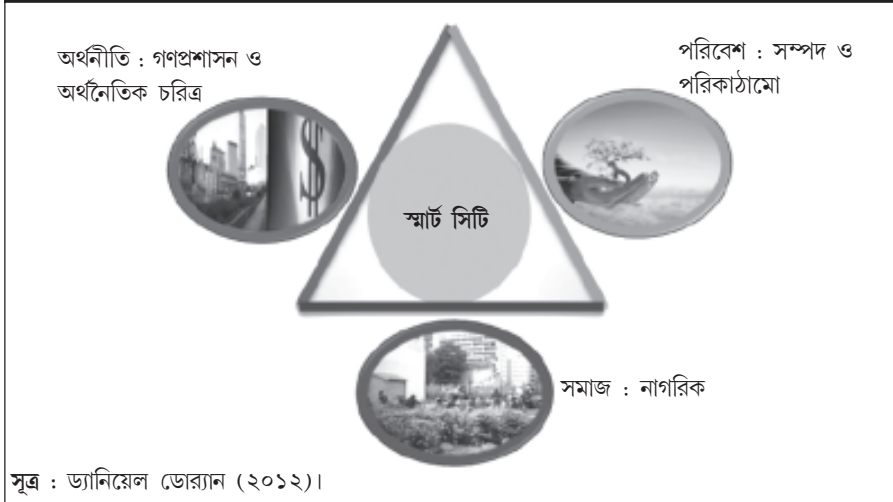 অর্থনীতি : গণপ্রশাসন ও
অর্থনৈতিক চরিত্র
পরিবেশ : সম্পদ ও
পরিকাঠামো
স্মার্ট সিটি
সমাজ : নাগরিক
সূত্র : ড্যানিয়েল ডোর‍্যান (২০১২)।